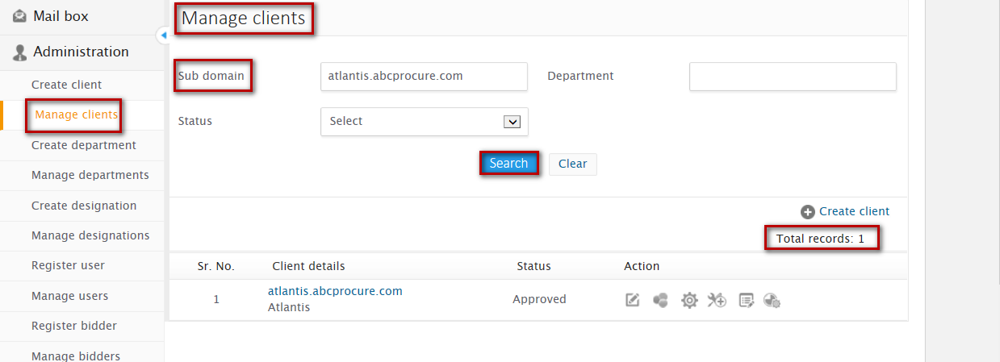 Mail box
Administration
Create client
Manage clients
Create department
Manage departments
Create designation
Manage designations
Register user
Manage users
Register bidder
Manage bidders
Manage clients
Sub domain atlantis.abcprocure.com Department
Status Select
Search Clear
Create client
Total records: 1
Sr. No. Client details Status Action
1 atlantis.abcprocure.com Approved
Atlantis